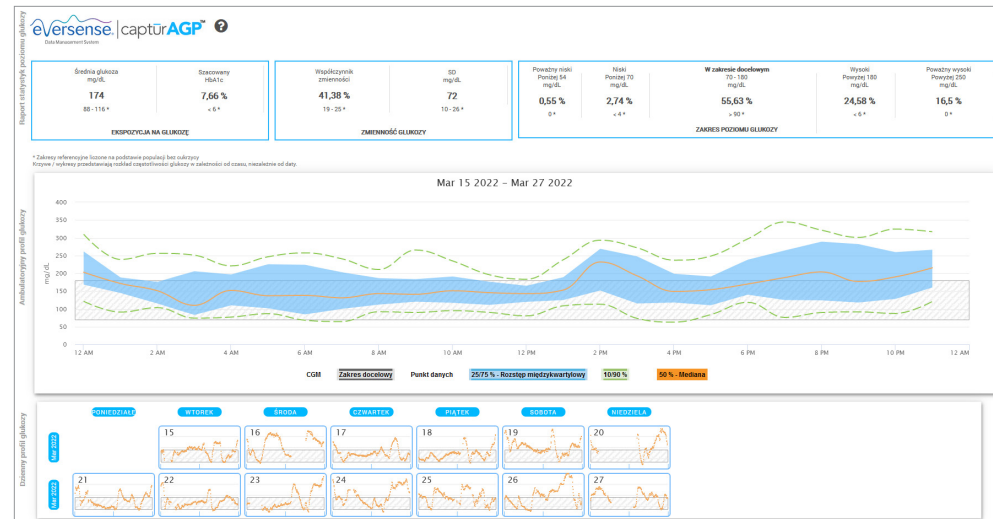 eversense. | captūrAGP™ ?
Data Management System
Raport statystyk poziomu glukozy
Średnia glukoza
mg/dL
174
88 - 116 *
Szacowany
HbA1c
7,66 %
< 6 *
EKSPOZYCJA NA GLUKOZĘ
Współczynnik
zmienności
41,38 %
19 - 25 *
SD
mg/dL
72
10 - 26 *
ZMIENNOŚĆ GLUKOZY
Poważny niski
Poniżej 54
mg/dL
0,55 %
0 *
Niski
Poniżej 70
mg/dL
2,74 %
< 4 *
W zakresie docelowym
70 - 180
mg/dL
55,63 %
> 90 *
Wysoki
Powyżej 180
mg/dL
24,58 %
< 6 *
Poważny wysoki
Powyżej 250
mg/dL
16,5 %
0 *
ZAKRES POZIOMU GLUKOZY
* Zakresy referencyjne liczone na podstawie populacji bez cukrzycy
Krzywe / wykresy przedstawiają rozkład częstotliwości glukozy w zależności od czasu, niezależnie od daty.
Ambulatoryjny profil glukozy
Mar 15 2022 – Mar 27 2022
mg/dL
400
350
300
250
200
150
100
50
0
12 AM 2 AM 4 AM 6 AM 8 AM 10 AM 12 PM 2 PM 4 PM 6 PM 8 PM 10 PM 12 AM
CGM Zakres docelowy Punkt danych 25/75 % - Rozstęp międzykwartylowy 10/90 % 50 % - Mediana
Dzienny profil glukozy
PONIEDZIAŁE WTOREK ŚRODA CZWARTEK PIĄTEK SOBOTA NIEDZIELA
Mar 2022
15 16 17 18 19 20
Mar 2022
21 22 23 24 25 26 27